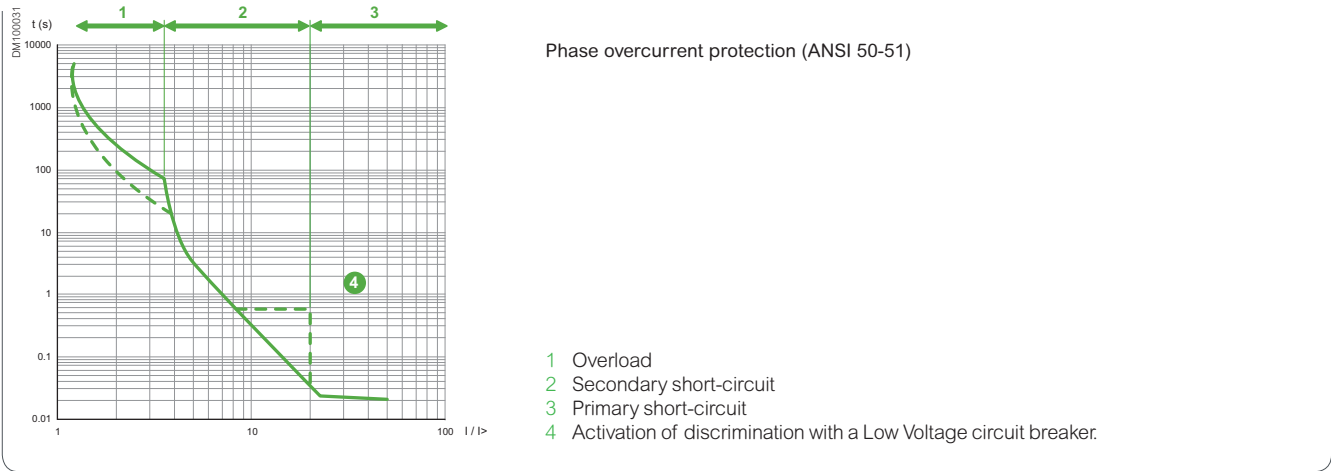 DM100031
t (s)
1
2
3
10000
1000
100
10
1
0.1
0.01
4
1
10
100
I / I>
Phase overcurrent protection (ANSI 50-51)
1 Overload
2 Secondary short-circuit
3 Primary short-circuit
4 Activation of discrimination with a Low Voltage circuit breaker.